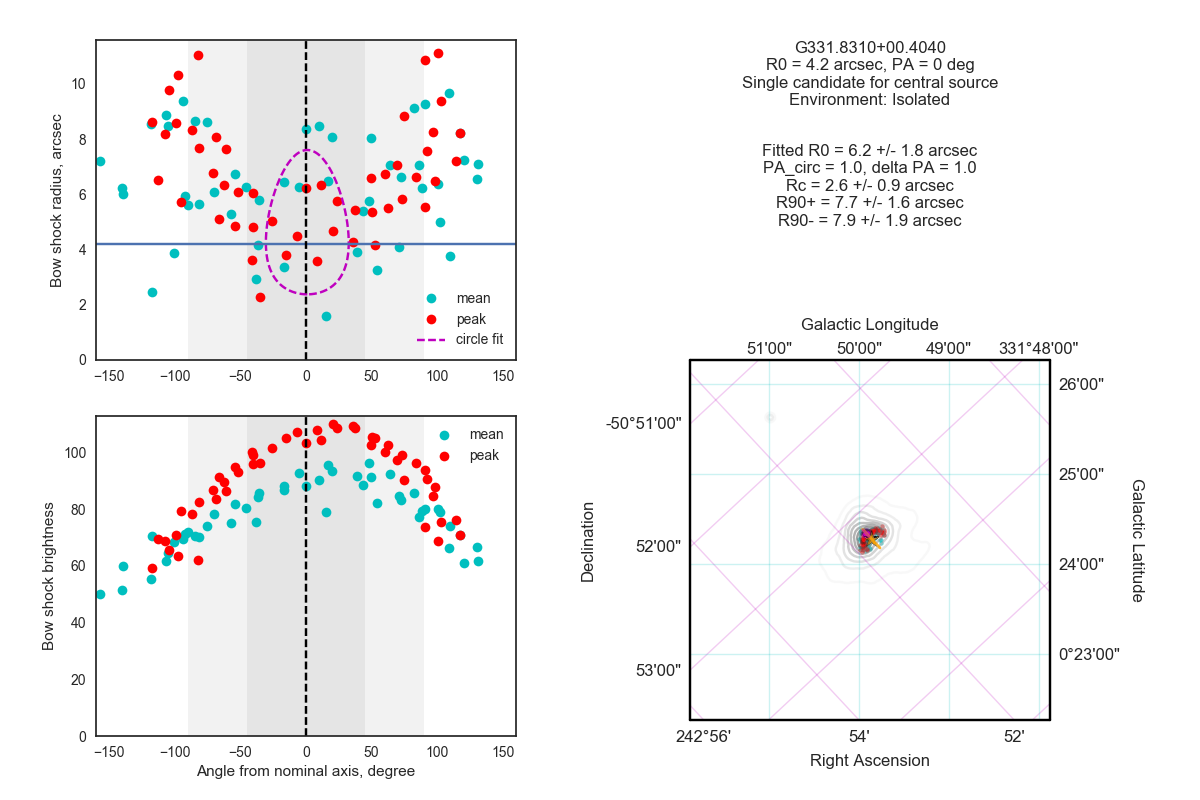 Bow shock radius, arcsec
10
8
6
4
2
0
−150
−100
−50
0
50
100
150
mean
peak
circle fit
Bow shock brightness
100
80
60
40
20
0
mean
peak
−150
−100
−50
0
50
100
150
Angle from nominal axis, degree
G331.8310+00.4040
R0 = 4.2 arcsec, PA = 0 deg
Single candidate for central source
Environment: Isolated
Fitted R0 = 6.2 +/- 1.8 arcsec
PA_circ = 1.0, delta PA = 1.0
Rc = 2.6 +/- 0.9 arcsec
R90+ = 7.7 +/- 1.6 arcsec
R90- = 7.9 +/- 1.9 arcsec
Galactic Longitude
51'00"
50'00"
49'00"
331°48'00"
26'00"
25'00"
24'00"
0°23'00"
Galactic Latitude
-50°51'00"
52'00"
53'00"
Declination
242°56'
54'
52'
Right Ascension